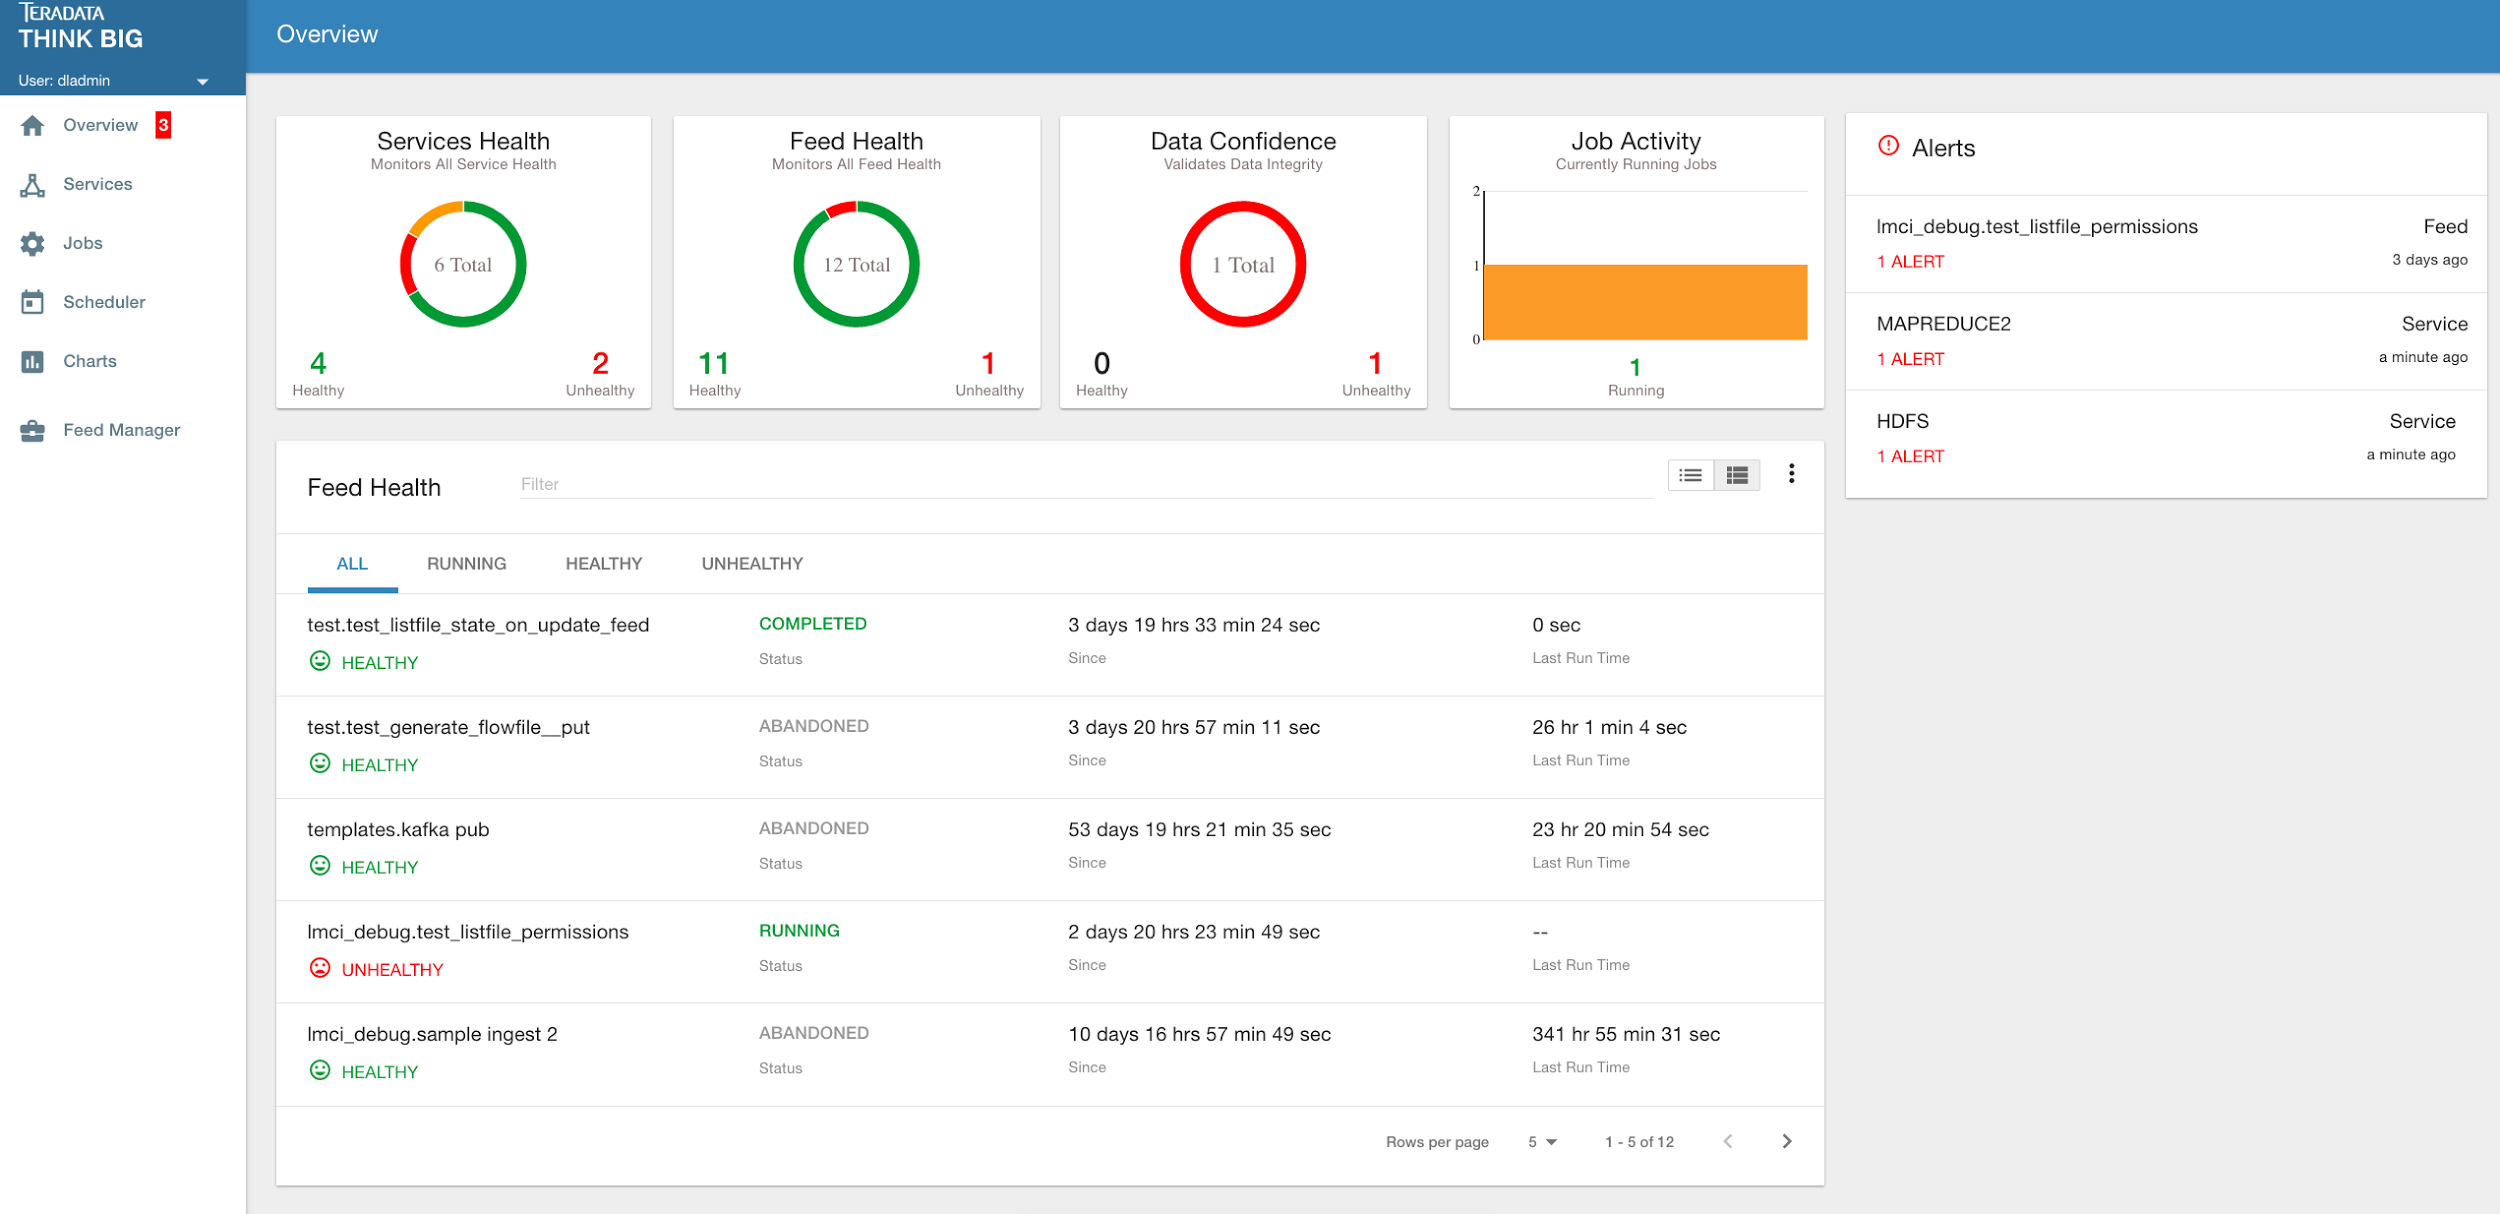 TERADATA
THINK BIG
User: dladmin
Overview
Overview 3
Services
Jobs
Scheduler
Charts
Feed Manager
Services Health
Monitors All Service Health
6 Total
4
Healthy
2
Unhealthy
Feed Health
Monitors All Feed Health
12 Total
11
Healthy
1
Unhealthy
Data Confidence
Validates Data Integrity
1 Total
0
Healthy
1
Unhealthy
Job Activity
Currently Running Jobs
2
1
0
1
Running
Alerts
lmci_debug.test_listfile_permissions Feed
1 ALERT 3 days ago
MAPREDUCE2 Service
1 ALERT a minute ago
HDFS Service
1 ALERT a minute ago
Feed Health Filter
ALL RUNNING HEALTHY UNHEALTHY
test.test_listfile_state_on_update_feed COMPLETED 3 days 19 hrs 33 min 24 sec 0 sec
HEALTHY Status Since Last Run Time
test.test_generate_flowfile__put ABANDONED 3 days 20 hrs 57 min 11 sec 26 hr 1 min 4 sec
HEALTHY Status Since Last Run Time
templates.kafka pub ABANDONED 53 days 19 hrs 21 min 35 sec 23 hr 20 min 54 sec
HEALTHY Status Since Last Run Time
lmci_debug.test_listfile_permissions RUNNING 2 days 20 hrs 23 min 49 sec --
UNHEALTHY Status Since Last Run Time
lmci_debug.sample ingest 2 ABANDONED 10 days 16 hrs 57 min 49 sec 341 hr 55 min 31 sec
HEALTHY Status Since Last Run Time
Rows per page 5 1 - 5 of 12